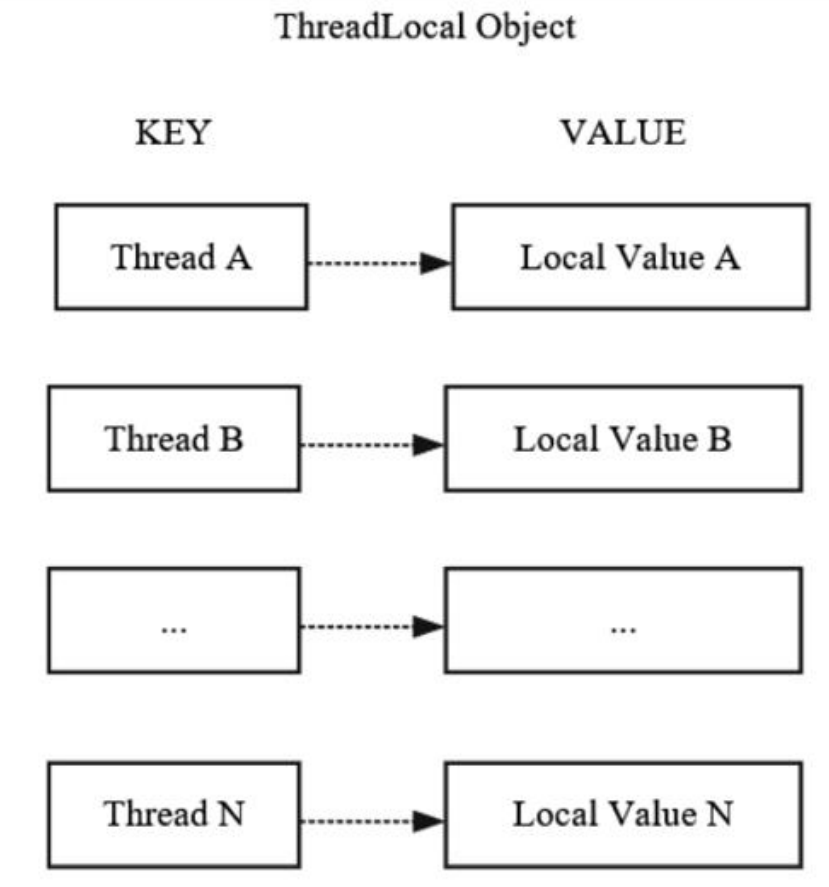 ThreadLocal Object
KEY VALUE
Thread A Local Value A
Thread B Local Value B
... ...
Thread N Local Value N